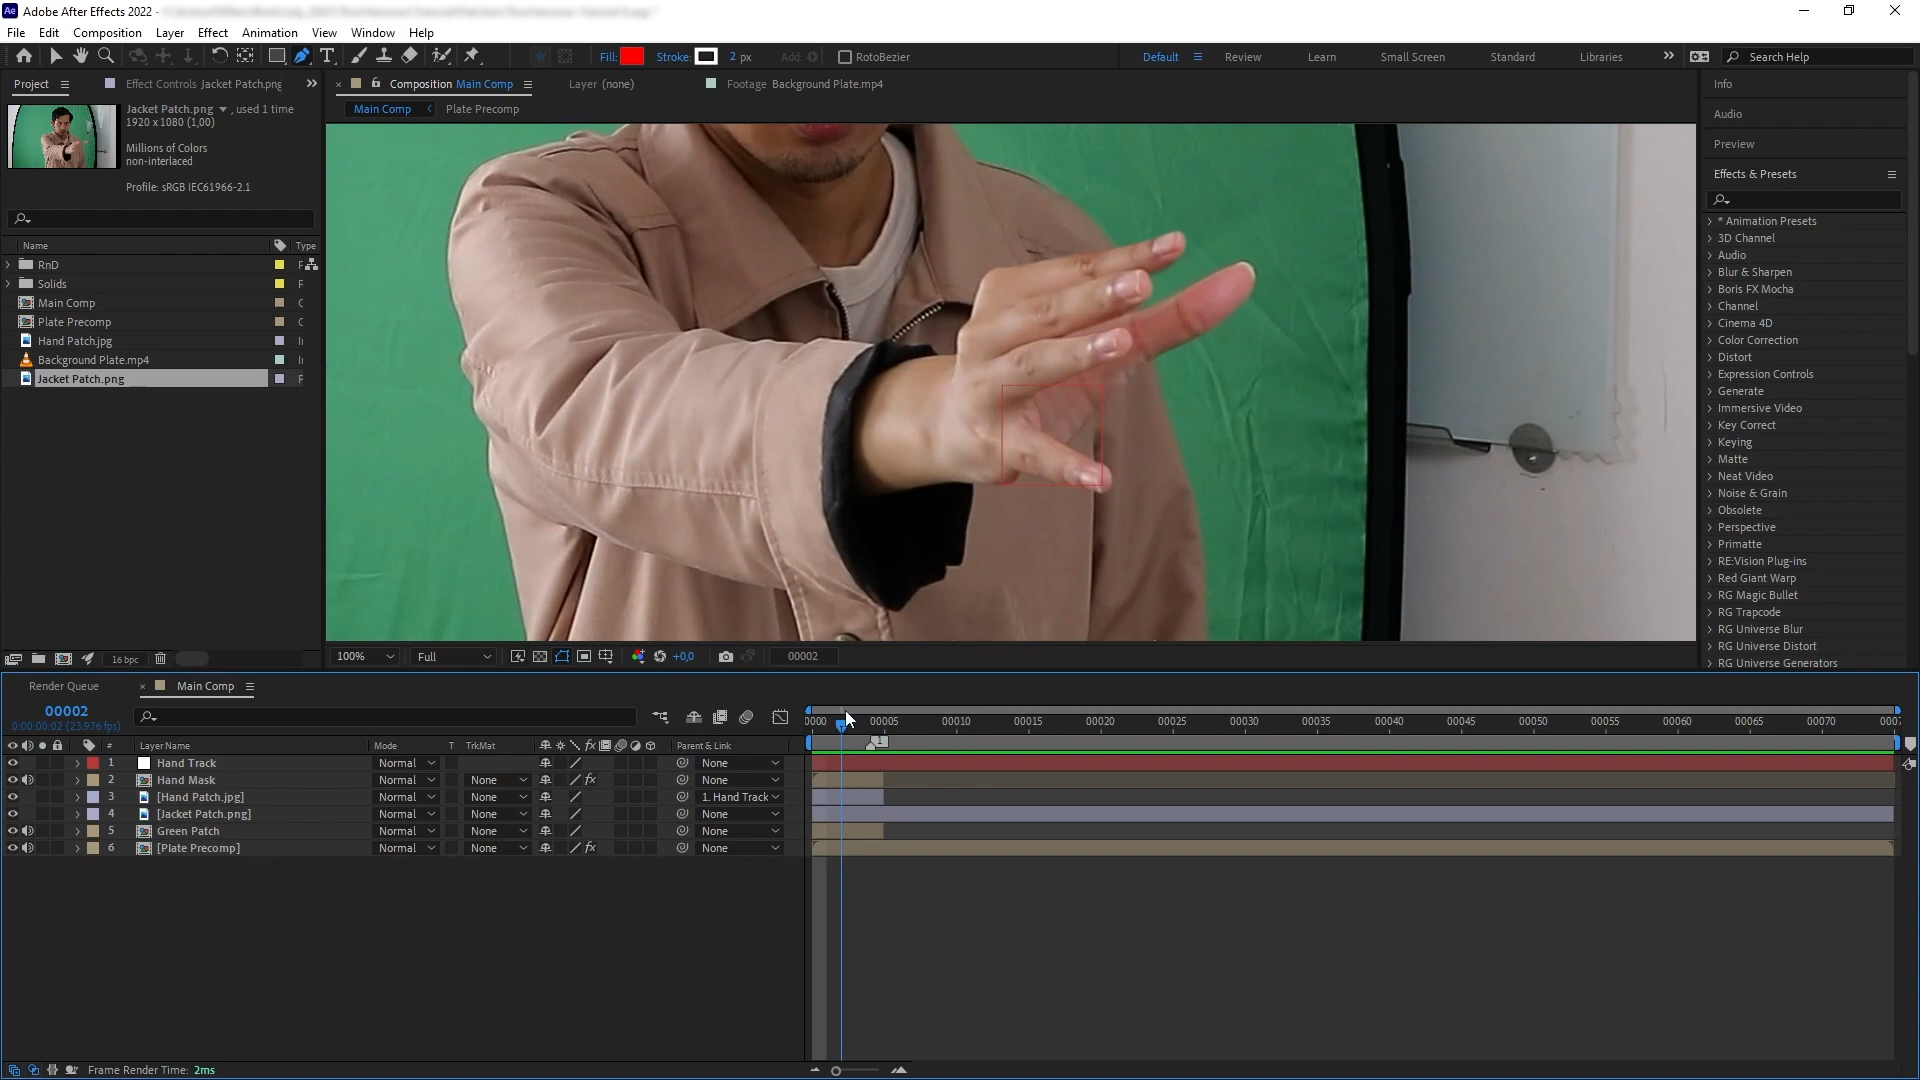 Adobe After Effects 2022 -
File Edit Composition Layer Effect Animation View Window Help
Fill: Stroke: 2 px Add: RotoBezier Default Review Learn Small Screen Standard Libraries Search Help
Project Effect Controls Jacket Patch.png Composition Main Comp Layer (none) Footage Background Plate.mp4 Info
Main Comp Plate Precomp
Jacket Patch.png , used 1 time
1920 x 1080 (1,00)
Millions of Colors
non-interlaced
Profile: sRGB IEC61966-2.1
Audio
Preview
Effects & Presets
* Animation Presets
3D Channel
Audio
Blur & Sharpen
Boris FX Mocha
Channel
Cinema 4D
Color Correction
Distort
Expression Controls
Generate
Immersive Video
Key Correct
Keying
Matte
Neat Video
Noise & Grain
Obsolete
Perspective
Primatte
RE:Vision Plug-ins
Red Giant Warp
RG Magic Bullet
RG Trapcode
RG Universe Blur
RG Universe Distort
RG Universe Generators
Name Type
RnD F
Solids F
Main Comp C
Plate Precomp C
Hand Patch.jpg I
Background Plate.mp4
Jacket Patch.png F
16 bpc
100% Full +0,0 00002
Render Queue Main Comp
00002
0:00:00:02 (23.976 fps)
0000 00005 00010 00015 00020 00025 00030 00035 00040 00045 00050 00055 00060 00065 00070 0007
# Layer Name Mode T TrkMat fx Parent & Link
1
1 Hand Track Normal None
2 Hand Mask Normal None fx None
3 [Hand Patch.jpg] Normal None 1. Hand Track
4 [Jacket Patch.png] Normal None None
5 Green Patch Normal None None
6 [Plate Precomp] Normal None fx None
Frame Render Time: 2ms